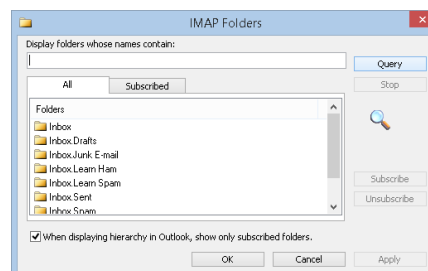 IMAP Folders
Display folders whose names contain:
Query
All
Subscribed
Stop
Folders
Inbox
Inbox.Drafts
Inbox.Junk E-mail
Inbox.Learn Ham
Inbox.Learn Spam
Inbox.Sent
Inbox.Spam
Subscribe
Unsubscribe
When displaying hierarchy in Outlook, show only subscribed folders.
OK
Cancel
Apply